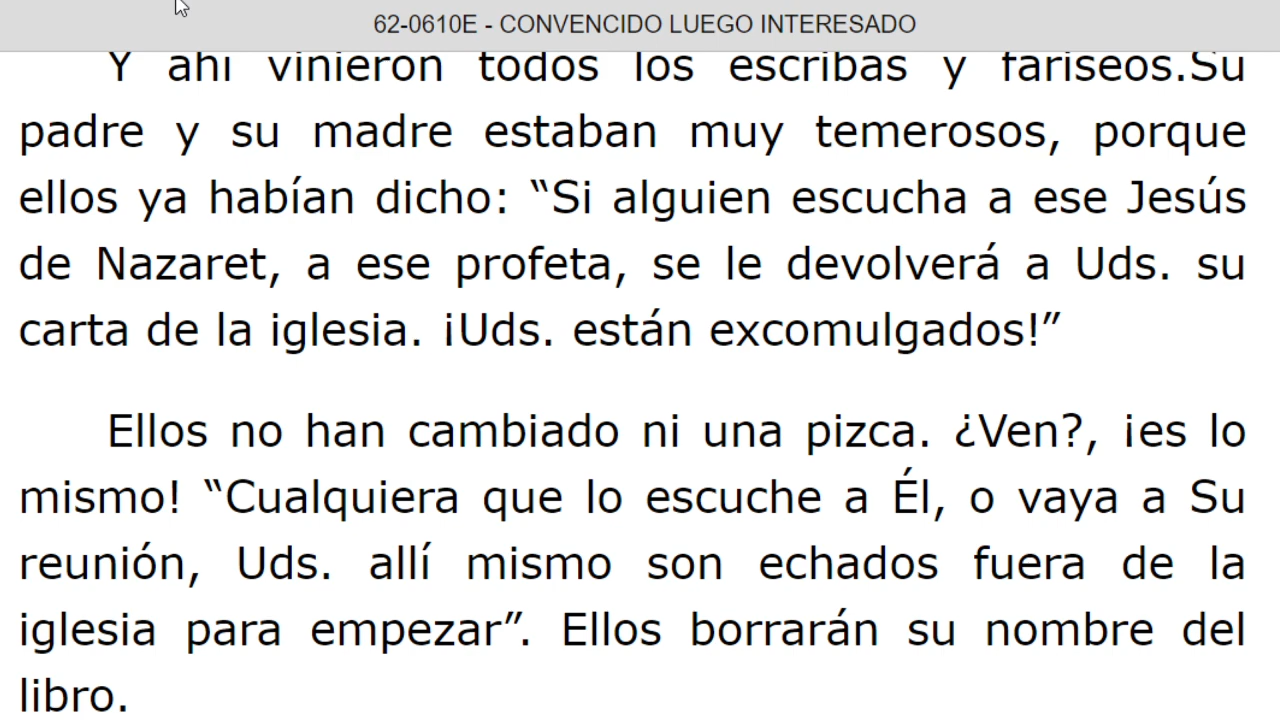 62-0610E - CONVENCIDO LUEGO INTERESADO
Y ahí vinieron todos los escribas y fariseos.Su
padre y su madre estaban muy temerosos, porque
ellos ya habían dicho: “Si alguien escucha a ese Jesús
de Nazaret, a ese profeta, se le devolverá a Uds. su
carta de la iglesia. ¡Uds. están excomulgados!”
Ellos no han cambiado ni una pizca. ¿Ven?, ¡es lo
mismo! “Cualquiera que lo escuche a Él, o vaya a Su
reunión, Uds. allí mismo son echados fuera de la
iglesia para empezar”. Ellos borrarán su nombre del
libro.